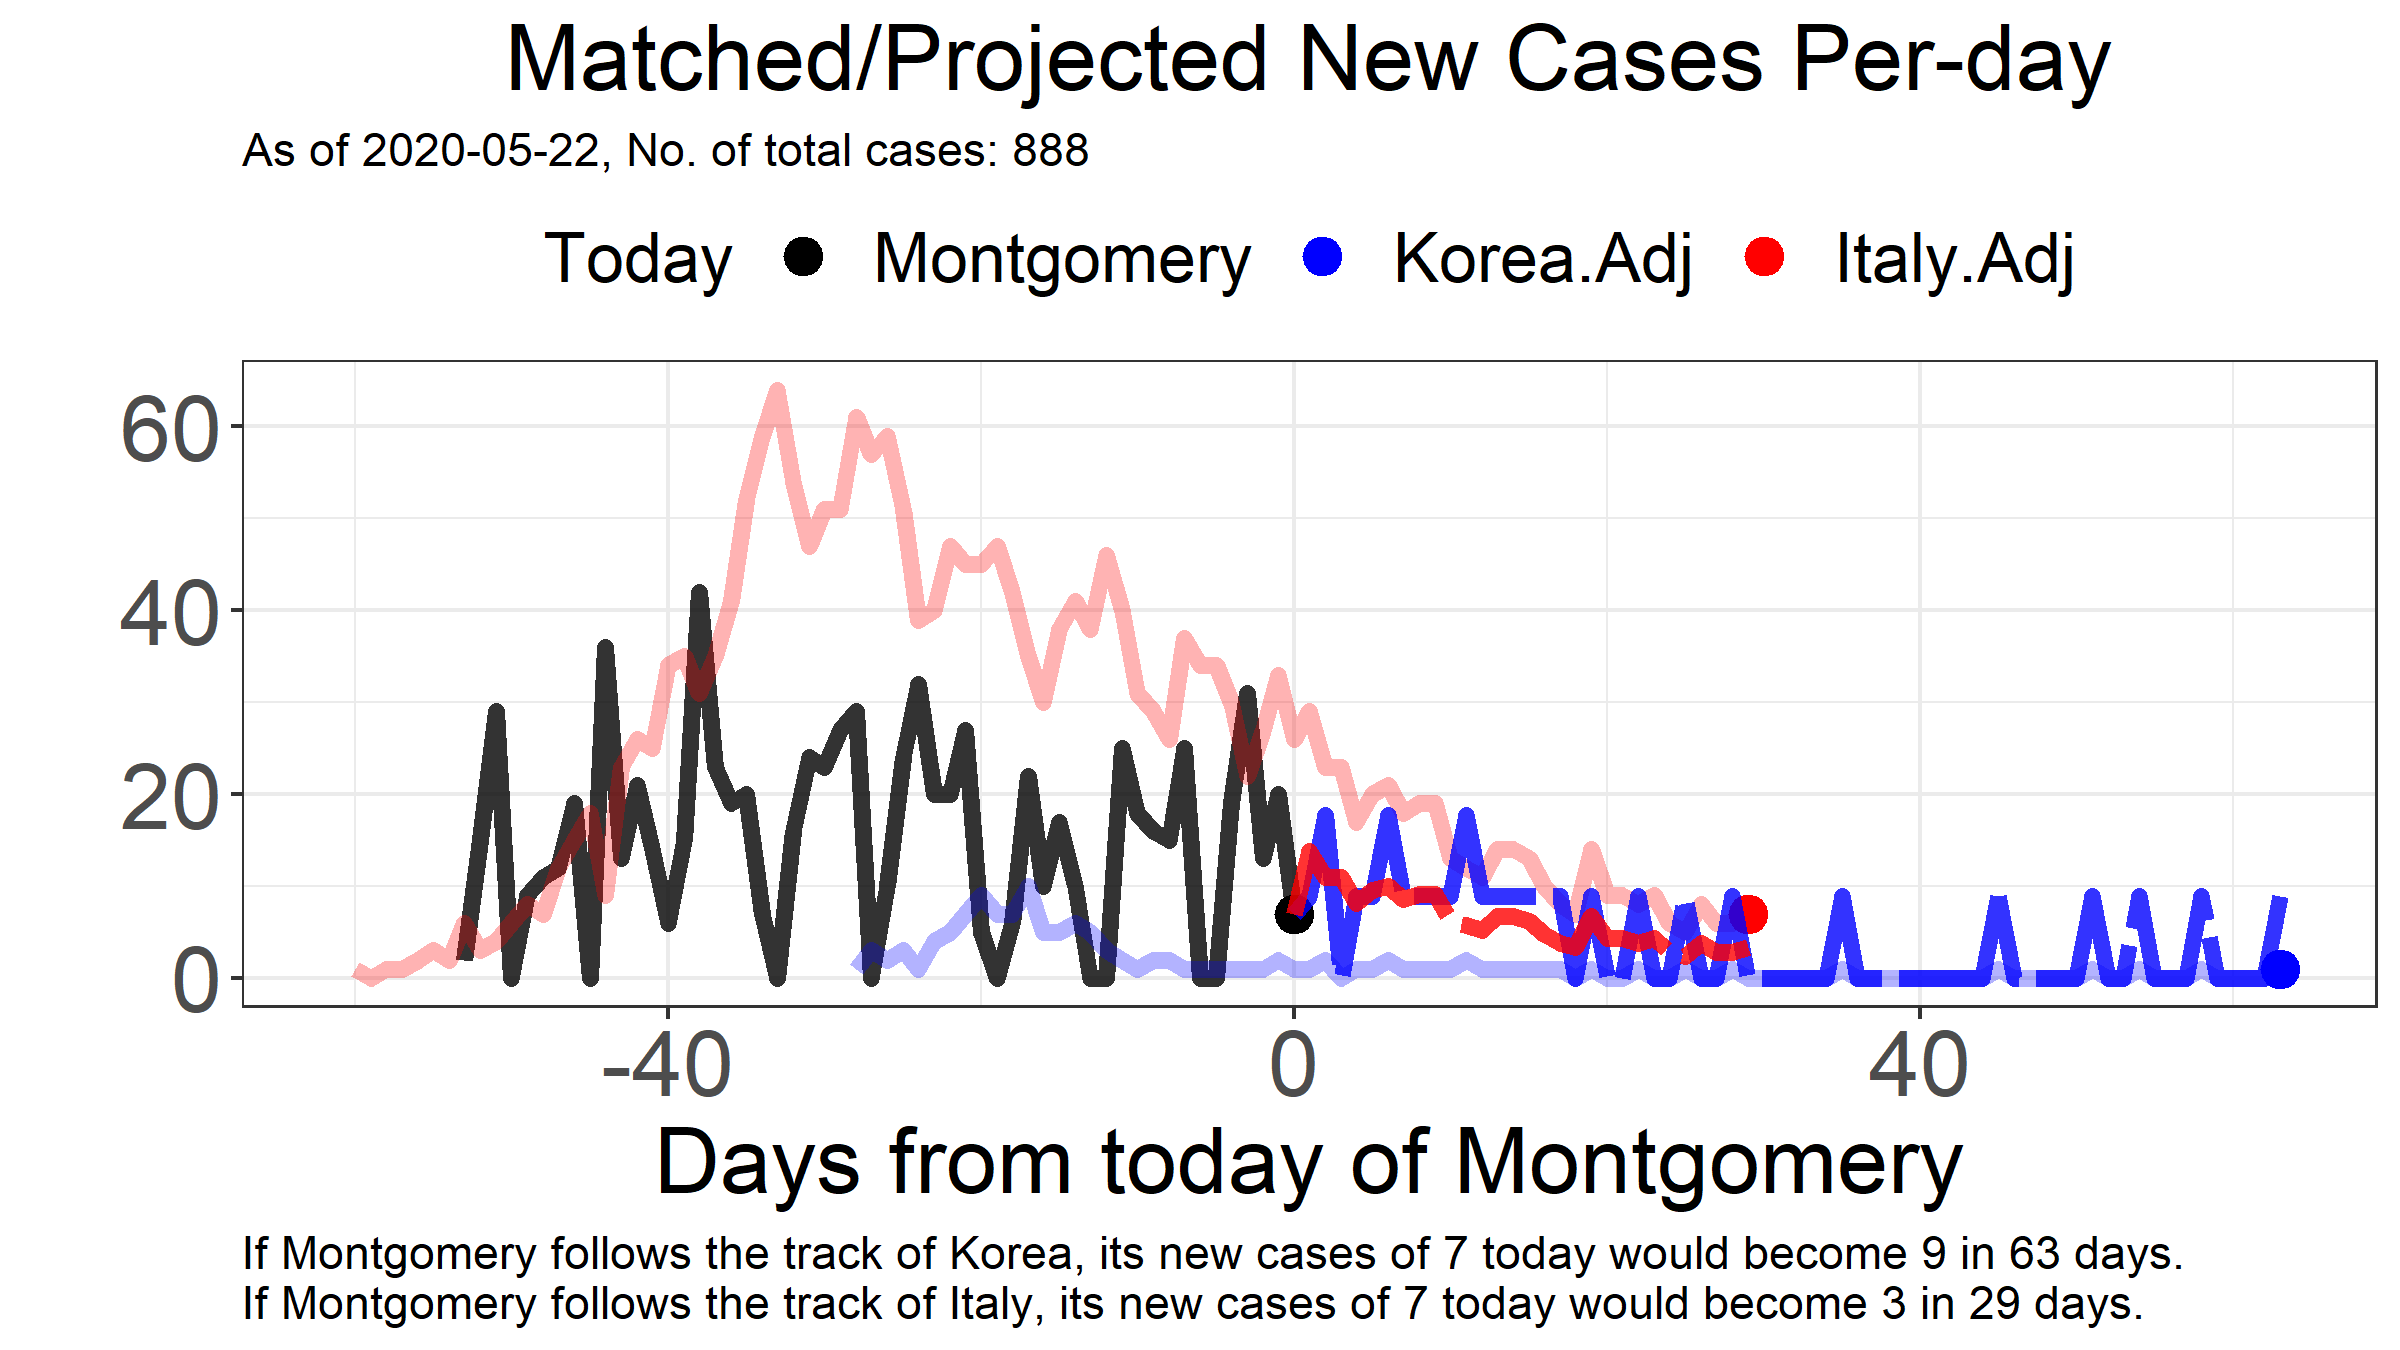 Matched/Projected New Cases Per-day
As of 2020-05-22, No. of total cases: 888
Today Montgomery Korea.Adj Italy.Adj
60
40
20
0
-40 0 40
Days from today of Montgomery
If Montgomery follows the track of Korea, its new cases of 7 today would become 9 in 63 days.
If Montgomery follows the track of Italy, its new cases of 7 today would become 3 in 29 days.